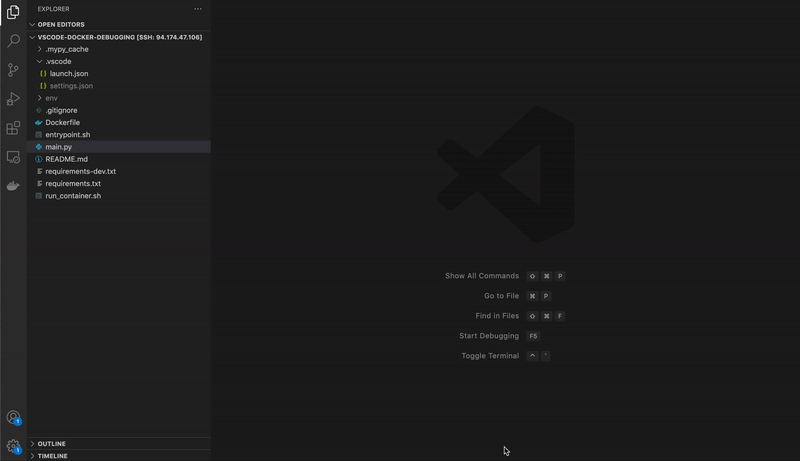 EXPLORER
OPEN EDITORS
VSCODE-DOCKER-DEBUGGING [SSH: 94.174.47.106]
.mypy_cache
.vscode
{} launch.json
{} settings.json
env
.gitignore
Dockerfile
entrypoint.sh
main.py
README.md
requirements-dev.txt
requirements.txt
run_container.sh
Show All Commands ⇧ ⌘ P
Go to File ⌘ P
Find in Files ⇧ ⌘ F
Start Debugging F5
Toggle Terminal ^ `
1
1
OUTLINE
TIMELINE